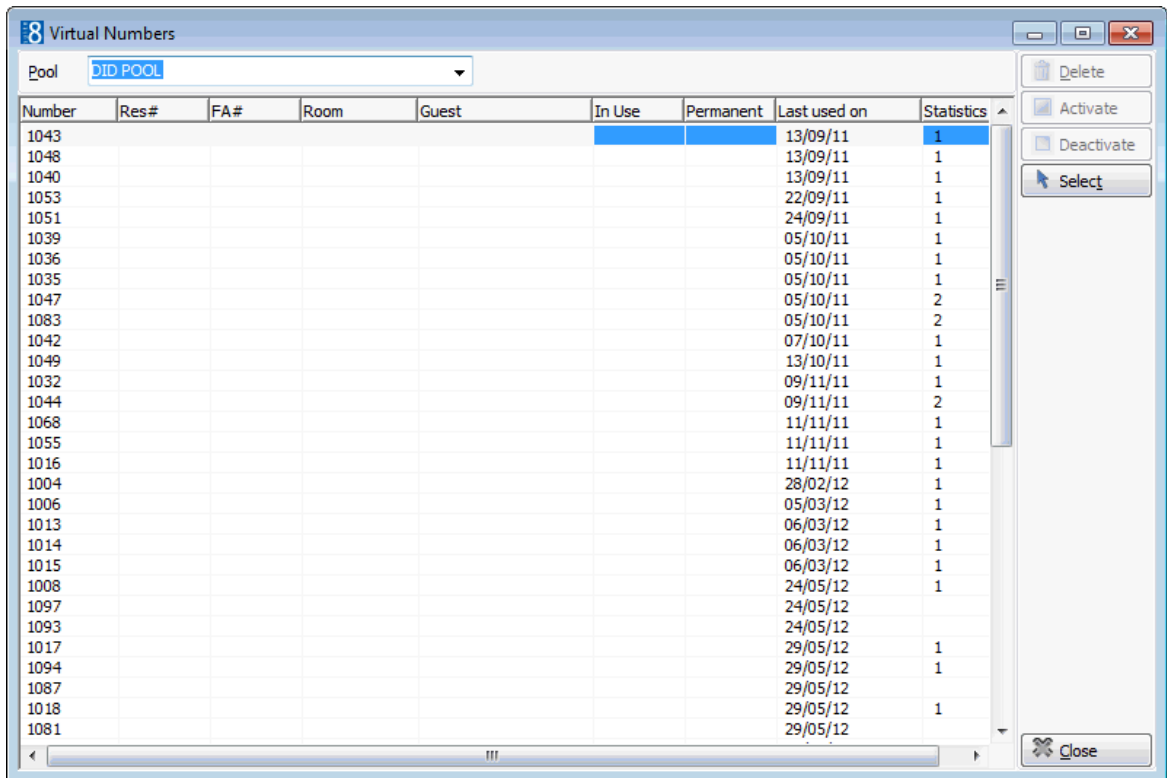 8 Virtual Numbers
Pool DID POOL
Delete
Number Res# FA# Room Guest In Use Permanent Last used on Statistics
Activate
1043 13/09/11 1
Deactivate
1048 13/09/11 1
1040 13/09/11 1
Select
1053 22/09/11 1
1051 24/09/11 1
1039 05/10/11 1
1036 05/10/11 1
1035 05/10/11 1
1047 05/10/11 2
1083 05/10/11 2
1042 07/10/11 1
1049 13/10/11 1
1032 09/11/11 1
1044 09/11/11 2
1068 11/11/11 1
1055 11/11/11 1
1016 11/11/11 1
1004 28/02/12 1
1006 05/03/12 1
1013 06/03/12 1
1014 06/03/12 1
1015 06/03/12 1
1008 24/05/12 1
1097 24/05/12
1093 24/05/12
1017 29/05/12 1
1094 29/05/12 1
1087 29/05/12
1018 29/05/12 1
1081 29/05/12
Close